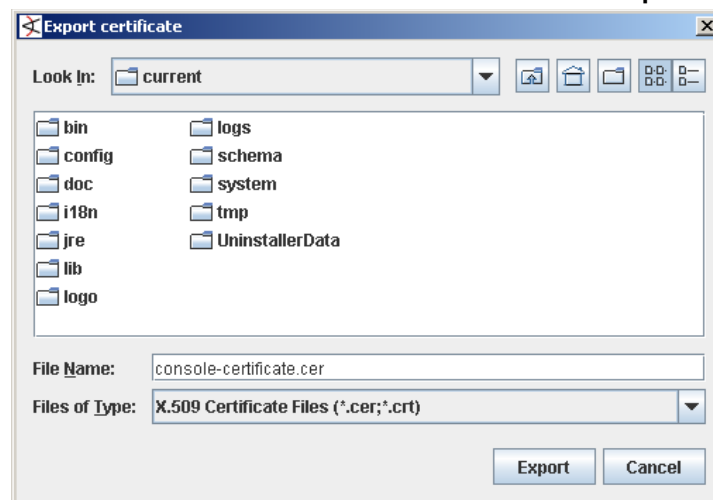 Export certificate
Look In: current
bin logs
config schema
doc system
i18n tmp
jre UninstallerData
lib
logo
File Name: console-certificate.cer
Files of Type: X.509 Certificate Files (*.cer;*.crt)
Export Cancel